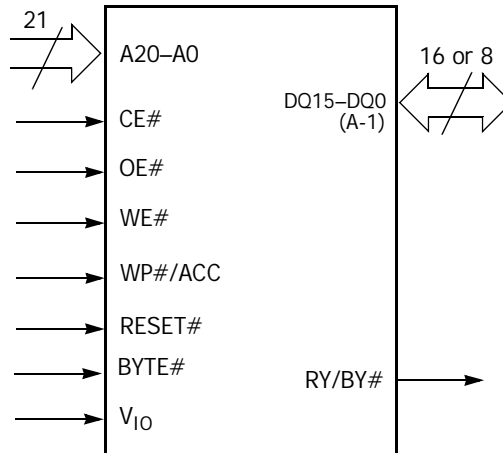 21
A20–A0
16 or 8
DQ15–DQ0
(A-1)
CE#
OE#
WE#
WP#/ACC
RESET#
BYTE#
RY/BY#
VIO